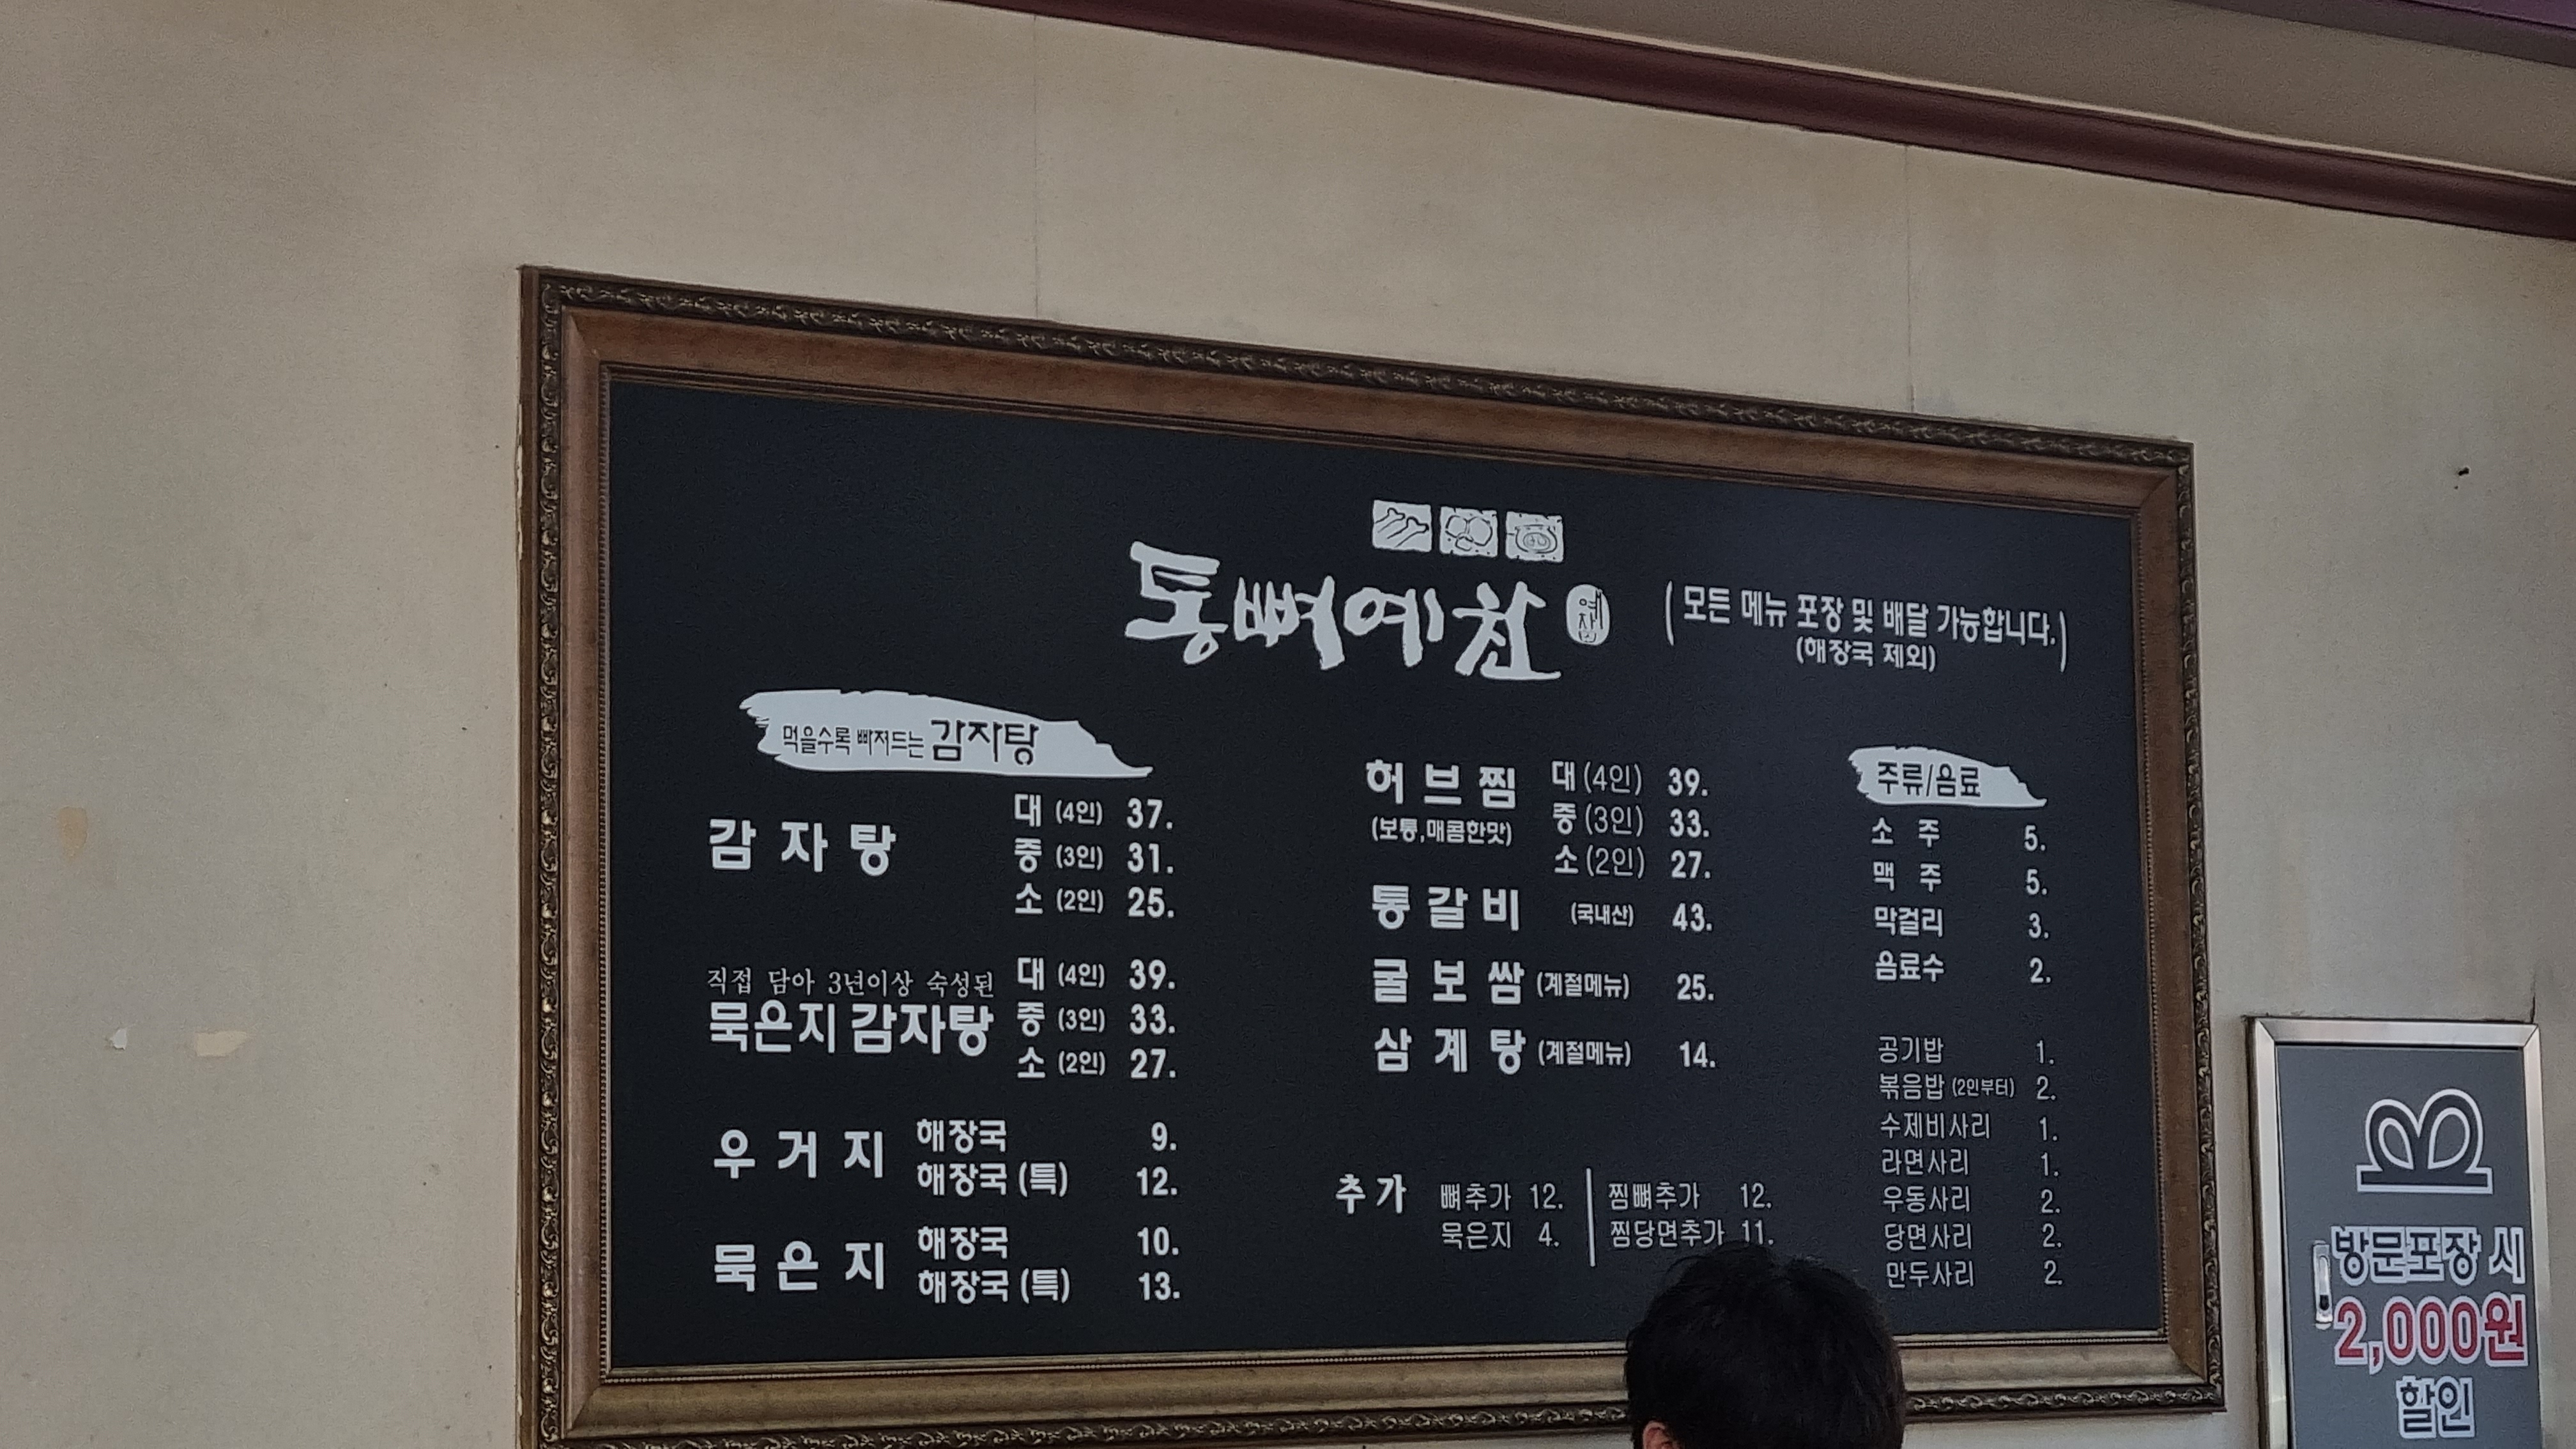 통뼈예찬
예찬
( 모든 메뉴 포장 및 배달 가능합니다. )
(해장국 제외)
먹을수록 빠져드는 감자탕
감자탕
대 (4인) 37.
중 (3인) 31.
소 (2인) 25.
직접 담아 3년이상 숙성된
묵은지 감자탕
대 (4인) 39.
중 (3인) 33.
소 (2인) 27.
우거지
해장국 9.
해장국 (특) 12.
묵은지
해장국 10.
해장국 (특) 13.
허브찜
(보통,매콤한맛)
대 (4인) 39.
중 (3인) 33.
소 (2인) 27.
통갈비 (국내산) 43.
굴보쌈 (계절메뉴) 25.
삼계탕 (계절메뉴) 14.
추가
뼈추가 12.
묵은지 4.
찜뼈추가 12.
찜당면추가 11.
주류/음료
소주 5.
맥주 5.
막걸리 3.
음료수 2.
공기밥 1.
볶음밥 (2인부터) 2.
수제비사리 1.
라면사리 1.
우동사리 2.
당면사리 2.
만두사리 2.
방문포장 시
2,000원
할인